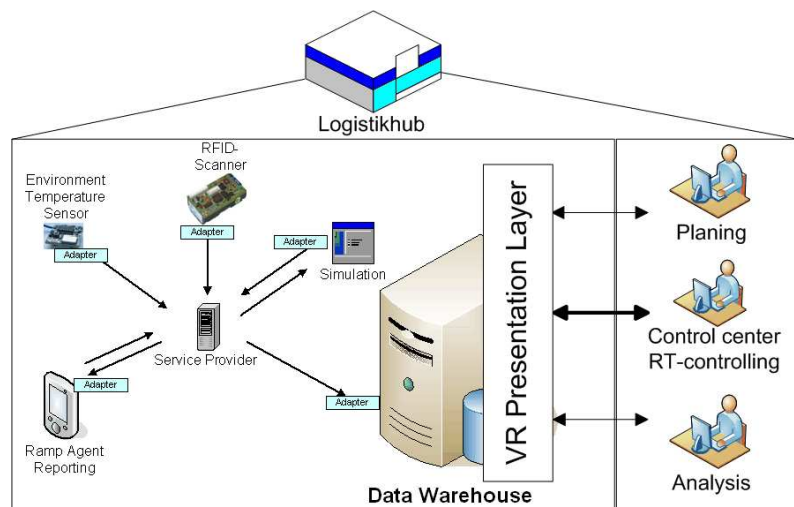 Logistikhub
RFID-
Scanner
Environment
Temperature
Sensor
Adapter
Adapter
Adapter
Simulation
Service Provider
Adapter
Adapter
Ramp Agent
Reporting
Data Warehouse
VR Presentation Layer
Planing
Control center
RT-controlling
Analysis